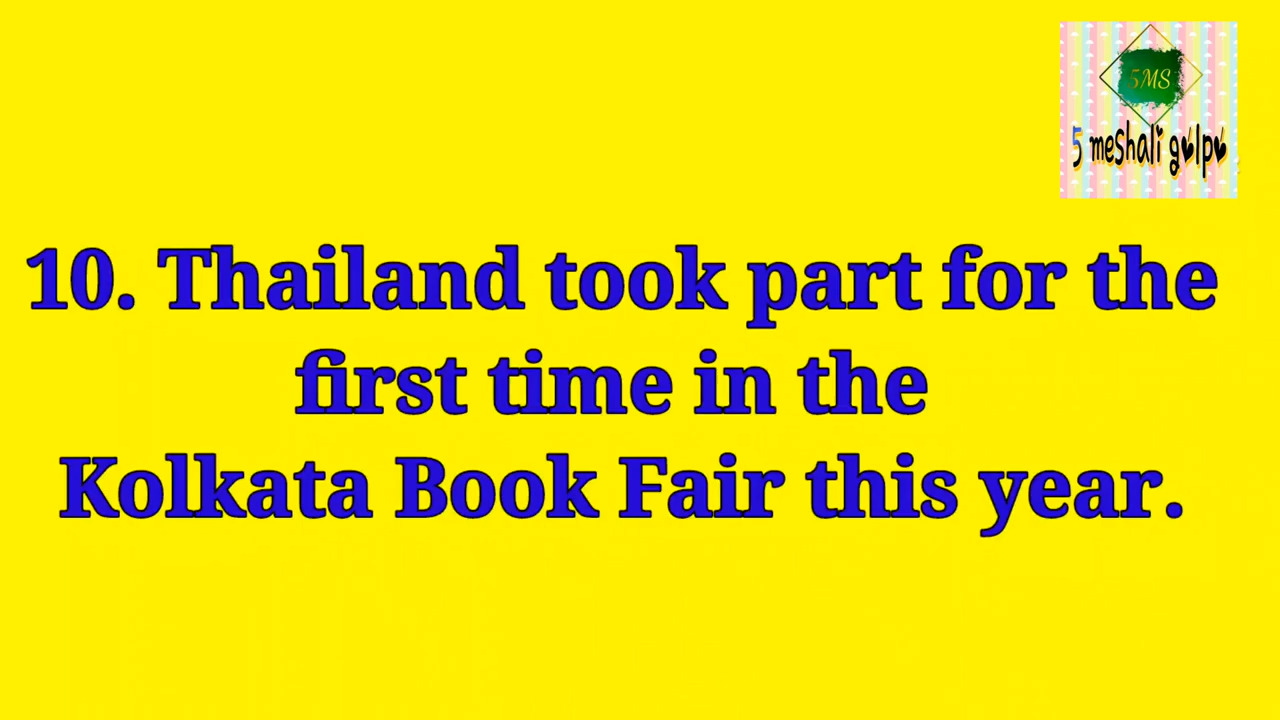 5MS
5 meshali golpo
10. Thailand took part for the
first time in the
Kolkata Book Fair this year.